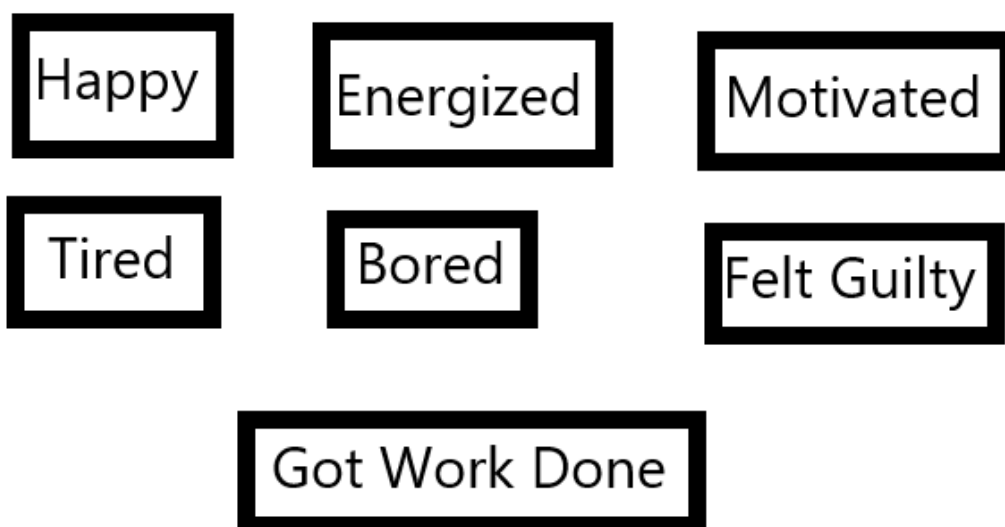 Happy
Energized
Motivated
Tired
Bored
Felt Guilty
Got Work Done